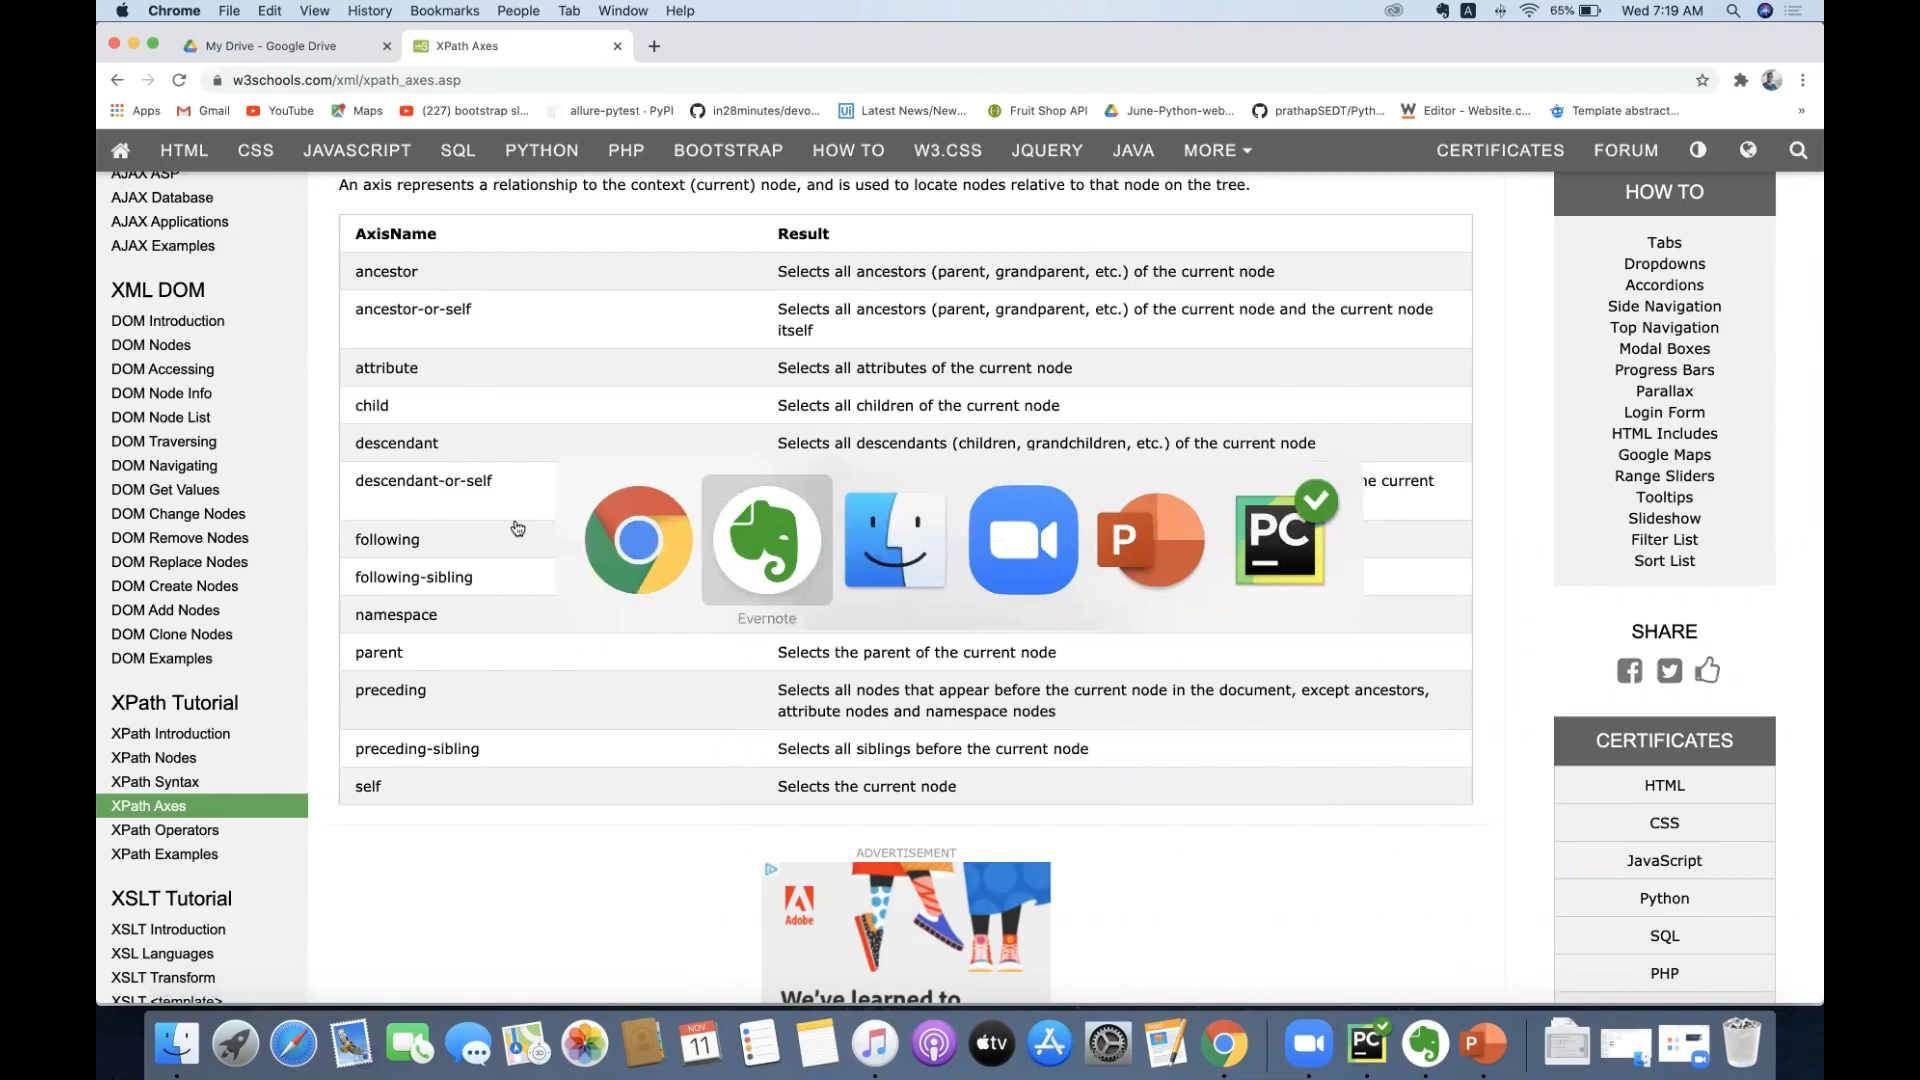 Chrome File Edit View History Bookmarks People Tab Window Help
A 65% Wed 7:19 AM
My Drive - Google Drive
XPath Axes
w3schools.com/xml/xpath_axes.asp
Apps Gmail YouTube Maps (227) bootstrap sl... allure-pytest · PyPI in28minutes/devo... Latest News/New... Fruit Shop API June-Python-web... prathapSEDT/Pyth... Editor - Website.c... Template abstract... »
HTML CSS JAVASCRIPT SQL PYTHON PHP BOOTSTRAP HOW TO W3.CSS JQUERY JAVA MORE CERTIFICATES FORUM
AJAX ASP
AJAX Database
AJAX Applications
AJAX Examples
XML DOM
DOM Introduction
DOM Nodes
DOM Accessing
DOM Node Info
DOM Node List
DOM Traversing
DOM Navigating
DOM Get Values
DOM Change Nodes
DOM Remove Nodes
DOM Replace Nodes
DOM Create Nodes
DOM Add Nodes
DOM Clone Nodes
DOM Examples
XPath Tutorial
XPath Introduction
XPath Nodes
XPath Syntax
XPath Axes
XPath Operators
XPath Examples
XSLT Tutorial
XSLT Introduction
XSL Languages
XSLT Transform
XSLT <template>
An axis represents a relationship to the context (current) node, and is used to locate nodes relative to that node on the tree.
AxisName Result
ancestor Selects all ancestors (parent, grandparent, etc.) of the current node
ancestor-or-self Selects all ancestors (parent, grandparent, etc.) of the current node and the current node
itself
attribute Selects all attributes of the current node
child Selects all children of the current node
descendant Selects all descendants (children, grandchildren, etc.) of the current node
descendant-or-self he current
following
following-sibling
namespace
parent Selects the parent of the current node
preceding Selects all nodes that appear before the current node in the document, except ancestors,
attribute nodes and namespace nodes
preceding-sibling Selects all siblings before the current node
self Selects the current node
P
PC
Evernote
ADVERTISEMENT
Adobe
We've learned to
HOW TO
Tabs
Dropdowns
Accordions
Side Navigation
Top Navigation
Modal Boxes
Progress Bars
Parallax
Login Form
HTML Includes
Google Maps
Range Sliders
Tooltips
Slideshow
Filter List
Sort List
SHARE
CERTIFICATES
HTML
CSS
JavaScript
Python
SQL
PHP
NOV
11
tv
PC
P